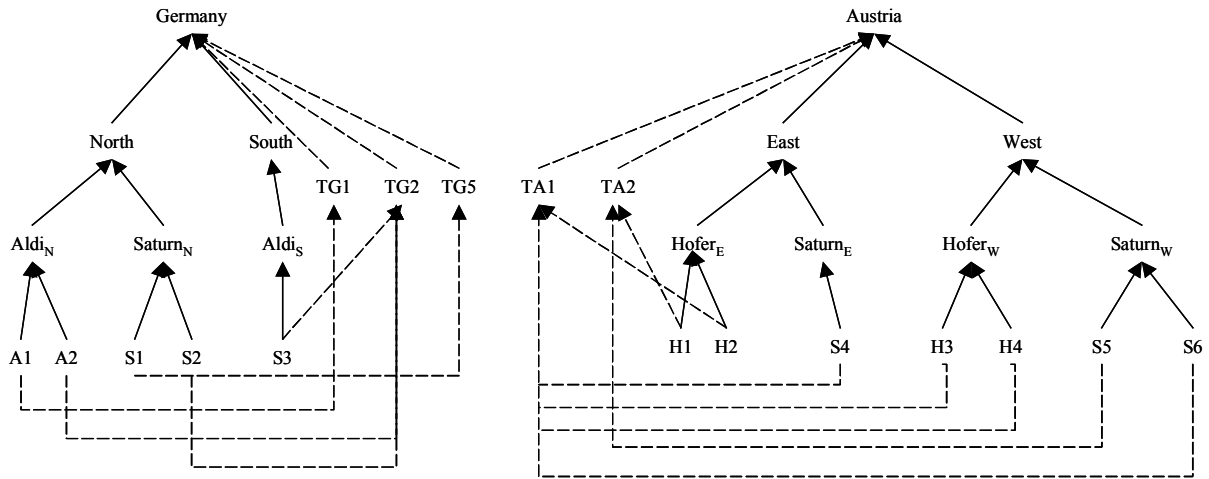 Germany Austria
North South East West
TG1 TG2 TG5 TA1 TA2
AldiN SaturnN AldiS HoferE SaturnE HoferW SaturnW
A1 A2 S1 S2 S3 H1 H2 S4 H3 H4 S5 S6